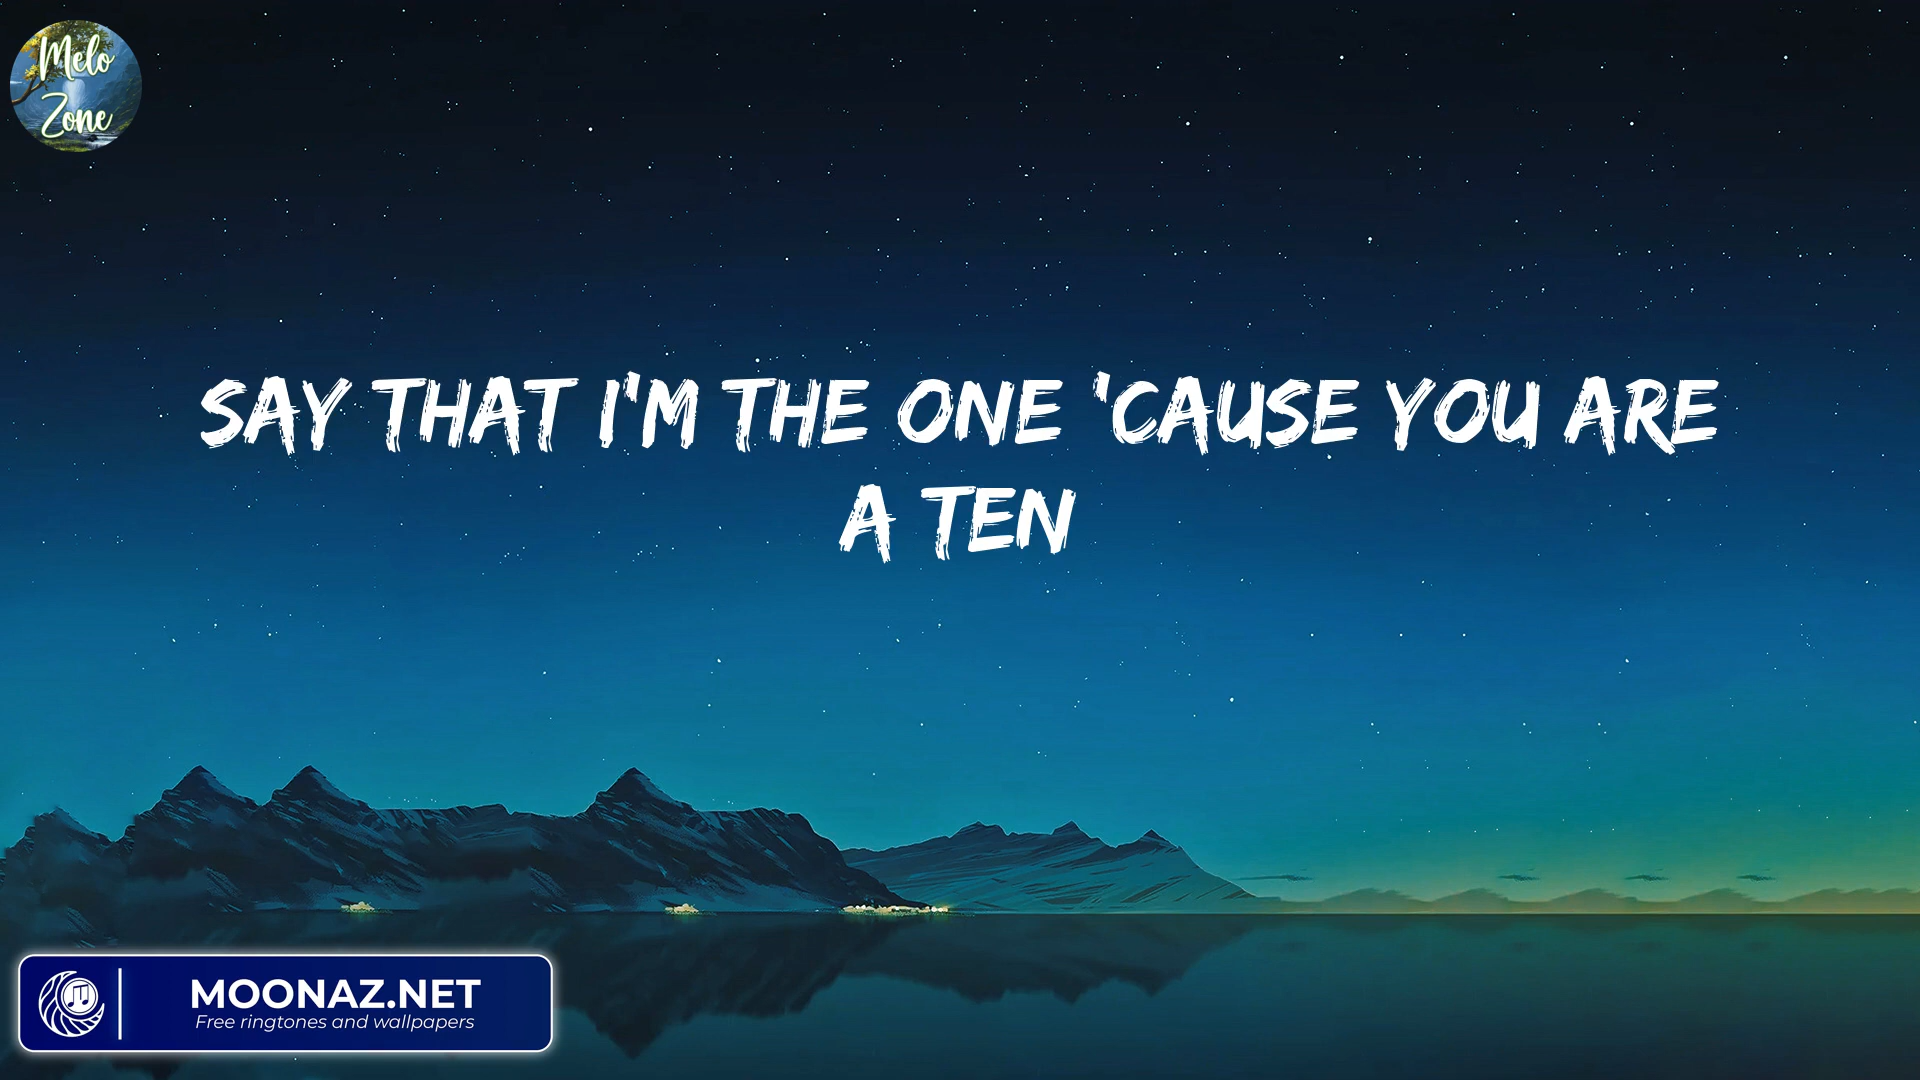 Melo
Zone
SAY THAT I'M THE ONE 'CAUSE YOU ARE
A TEN
MOONAZ.NET
Free ringtones and wallpapers